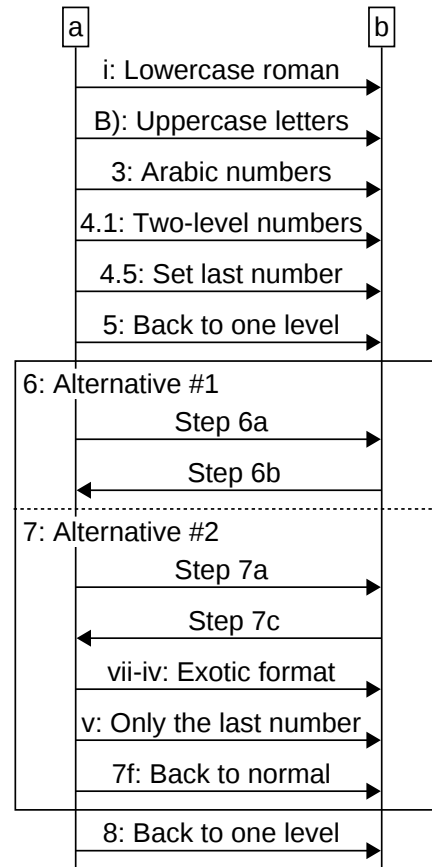 a b
i: Lowercase roman
B): Uppercase letters
3: Arabic numbers
4.1: Two-level numbers
4.5: Set last number
5: Back to one level
6: Alternative #1
Step 6a
Step 6b
7: Alternative #2
Step 7a
Step 7c
vii-iv: Exotic format
v: Only the last number
7f: Back to normal
8: Back to one level